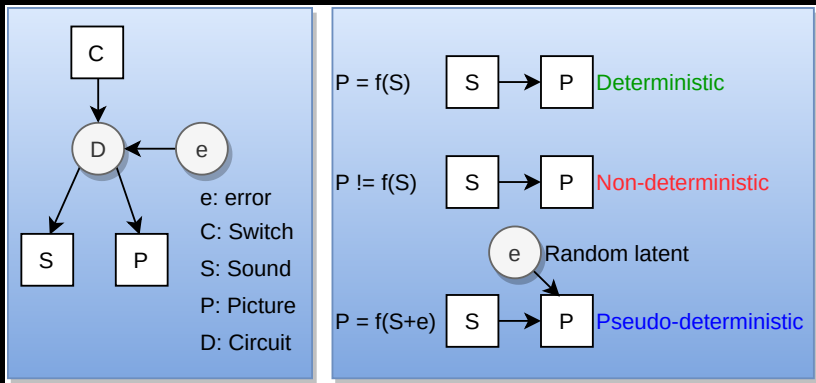 C
D
e
S
P
e: error
C: Switch
S: Sound
P: Picture
D: Circuit
P = f(S)
S
P
Deterministic
P != f(S)
S
P
Non-deterministic
e
Random latent
P = f(S+e)
S
P
Pseudo-deterministic